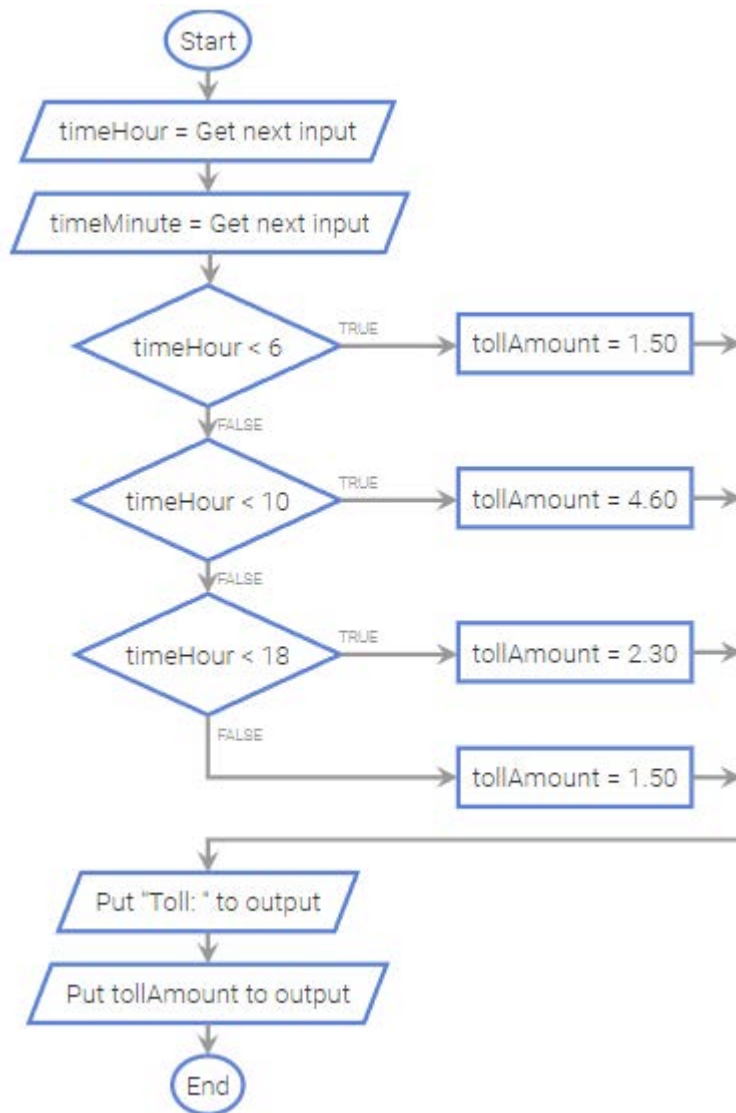 Start
timeHour = Get next input
timeMinute = Get next input
timeHour < 6
TRUE
tollAmount = 1.50
FALSE
timeHour < 10
TRUE
tollAmount = 4.60
FALSE
timeHour < 18
TRUE
tollAmount = 2.30
FALSE
tollAmount = 1.50
Put "Toll: " to output
Put tollAmount to output
End